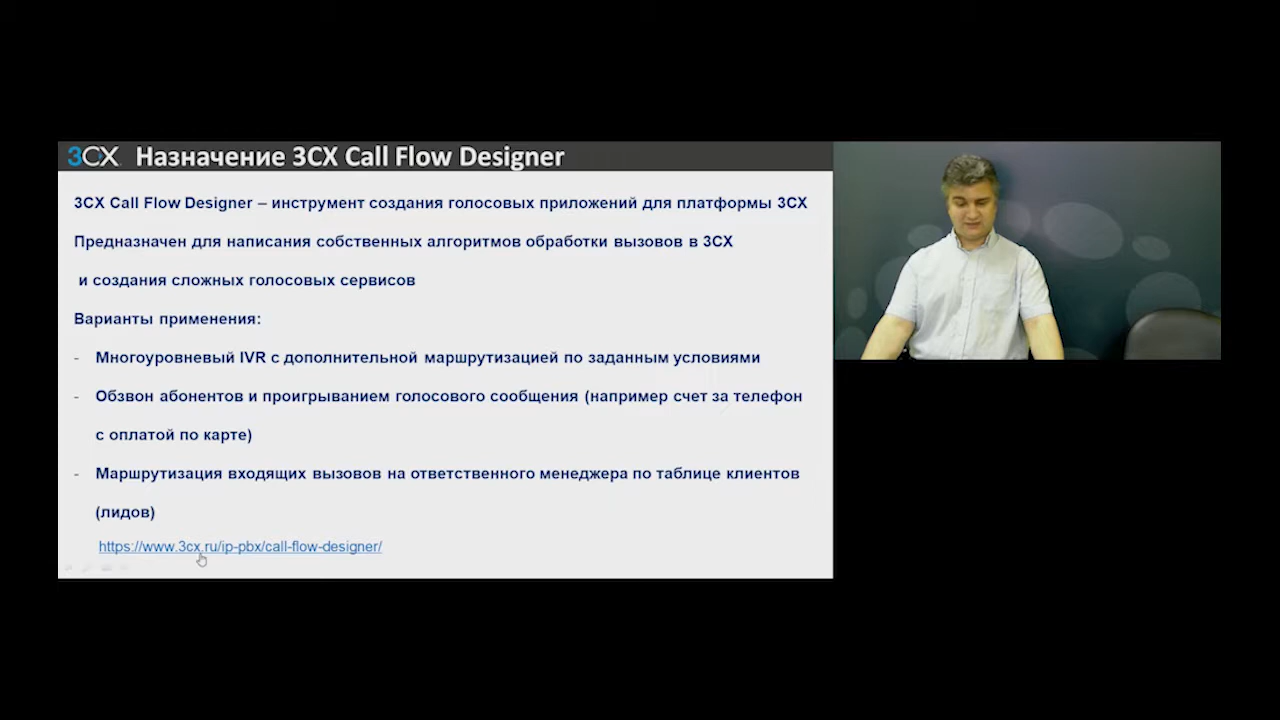 3CX Назначение 3CX Call Flow Designer
3CX Call Flow Designer – инструмент создания голосовых приложений для платформы 3CX
Предназначен для написания собственных алгоритмов обработки вызовов в 3CX
и создания сложных голосовых сервисов
Варианты применения:
- Многоуровневый IVR с дополнительной маршрутизацией по заданным условиями
- Обзвон абонентов и проигрыванием голосового сообщения (например счет за телефон
с оплатой по карте)
- Маршрутизация входящих вызовов на ответственного менеджера по таблице клиентов
(лидов)
https://www.3cx.ru/ip-pbx/call-flow-designer/